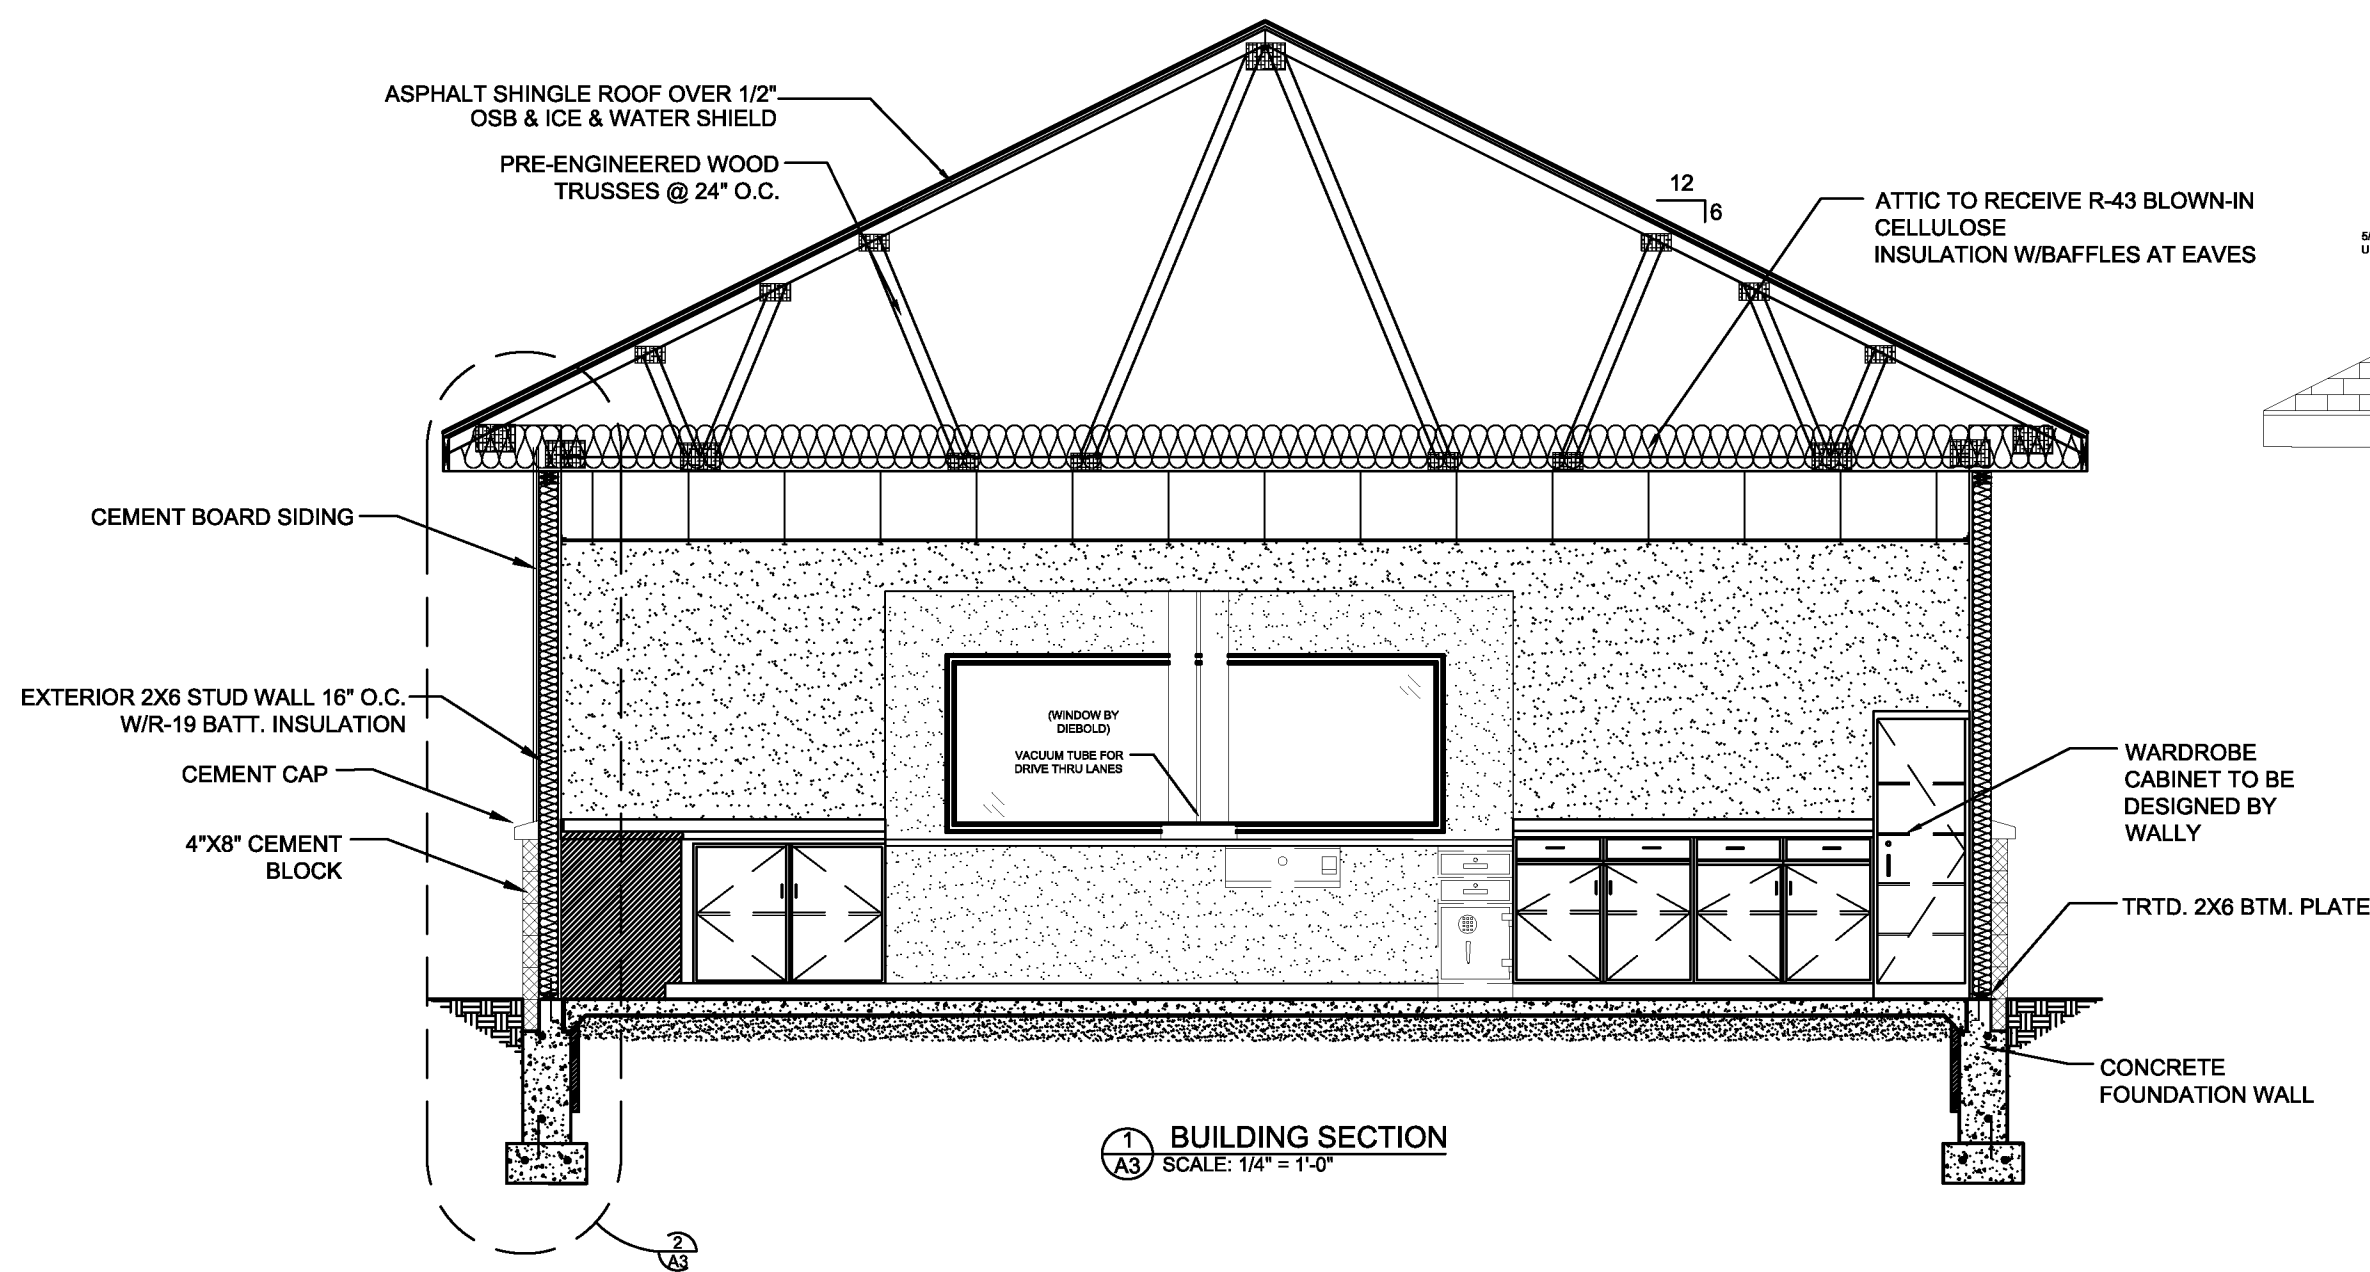 ASPHALT SHINGLE ROOF OVER 1/2"
OSB & ICE & WATER SHIELD
PRE-ENGINEERED WOOD
TRUSSES @ 24" O.C.
12
6
ATTIC TO RECEIVE R-43 BLOWN-IN
CELLULOSE
INSULATION W/BAFFLES AT EAVES
CEMENT BOARD SIDING
EXTERIOR 2X6 STUD WALL 16" O.C.
W/R-19 BATT. INSULATION
CEMENT CAP
4"X8" CEMENT
BLOCK
(WINDOW BY
DIEBOLD)
VACUUM TUBE FOR
DRIVE THRU LANES
WARDROBE
CABINET TO BE
DESIGNED BY
WALLY
TRTD. 2X6 BTM. PLATE
CONCRETE
FOUNDATION WALL
1
A3
BUILDING SECTION
SCALE: 1/4" = 1'-0"
2
A3